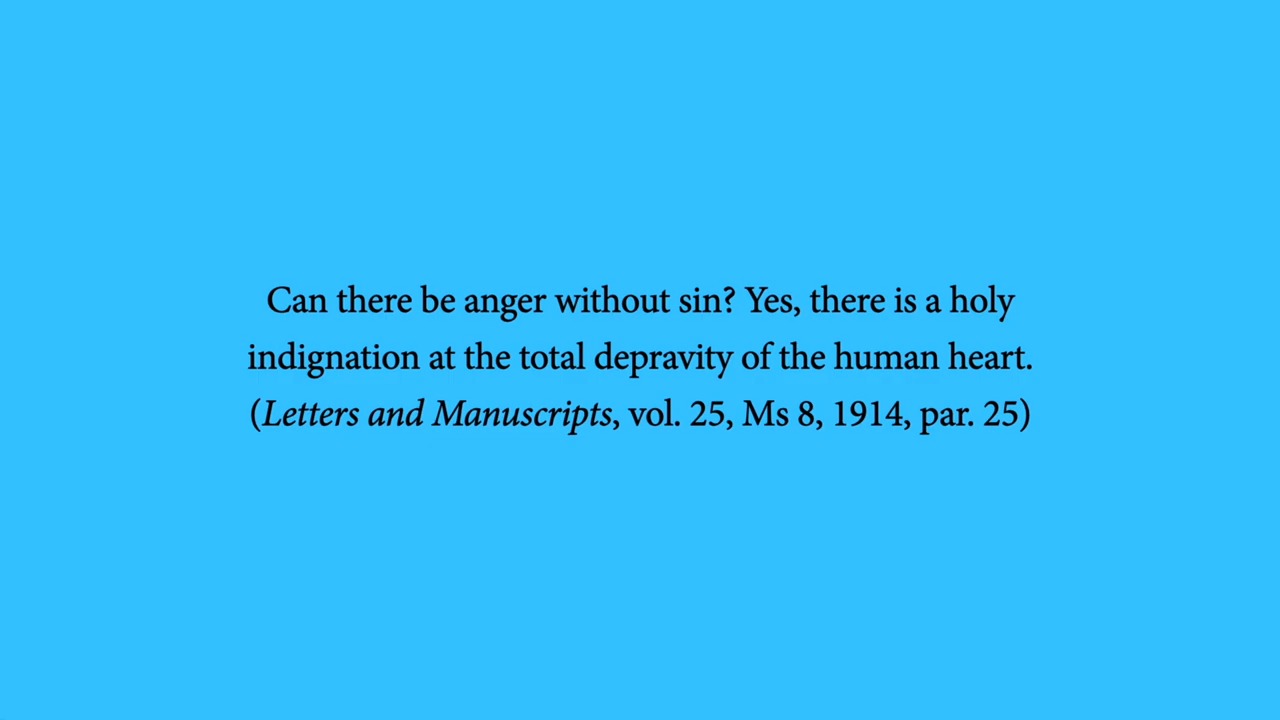 Can there be anger without sin? Yes, there is a holy
indignation at the total depravity of the human heart.
(Letters and Manuscripts, vol. 25, Ms 8, 1914, par. 25)